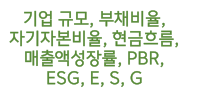 기업 규모, 부채비율,
자기자본비율, 현금흐름,
매출액성장률, PBR,
ESG, E, S, G